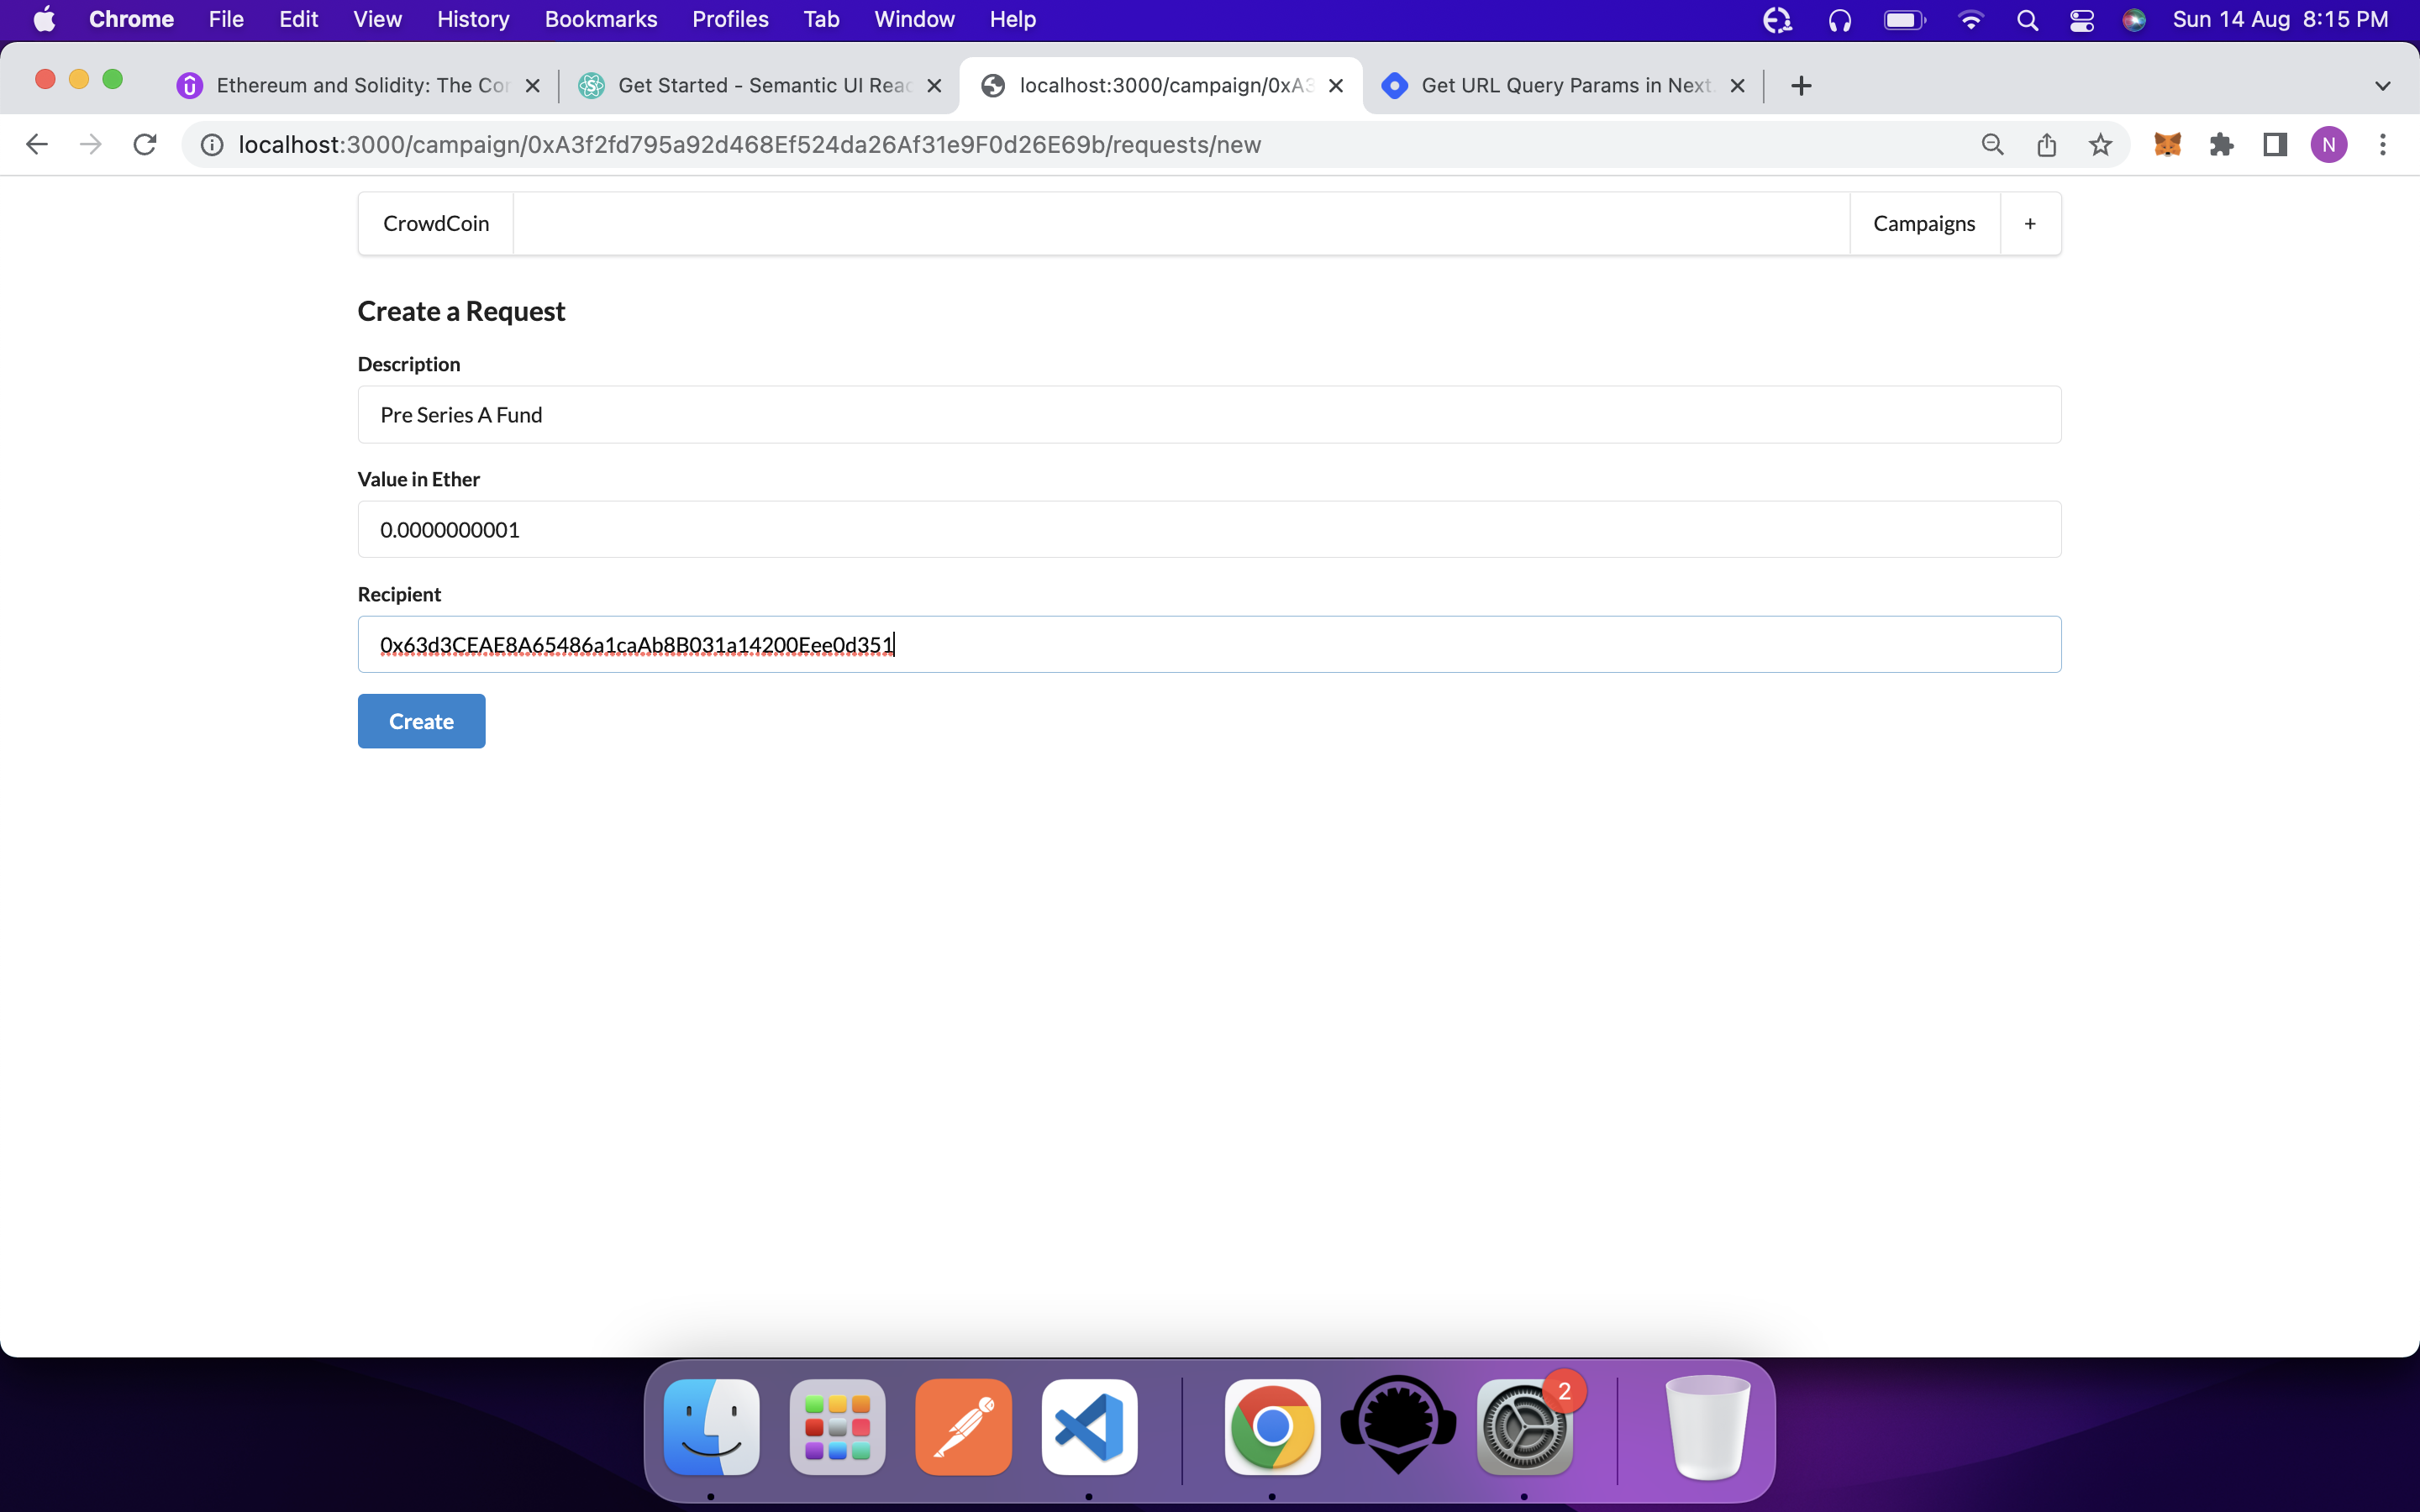 Chrome File Edit View History Bookmarks Profiles Tab Window Help Sun 14 Aug 8:15 PM
Ethereum and Solidity: The Cor Get Started - Semantic UI Reac localhost:3000/campaign/0xA3 Get URL Query Params in Next.
localhost:3000/campaign/0xA3f2fd795a92d468Ef524da26Af31e9F0d26E69b/requests/new N
CrowdCoin Campaigns +
Create a Request
Description
Pre Series A Fund
Value in Ether
0.0000000001
Recipient
0x63d3CEAE8A65486a1caAb8B031a14200Eee0d351
Create
2